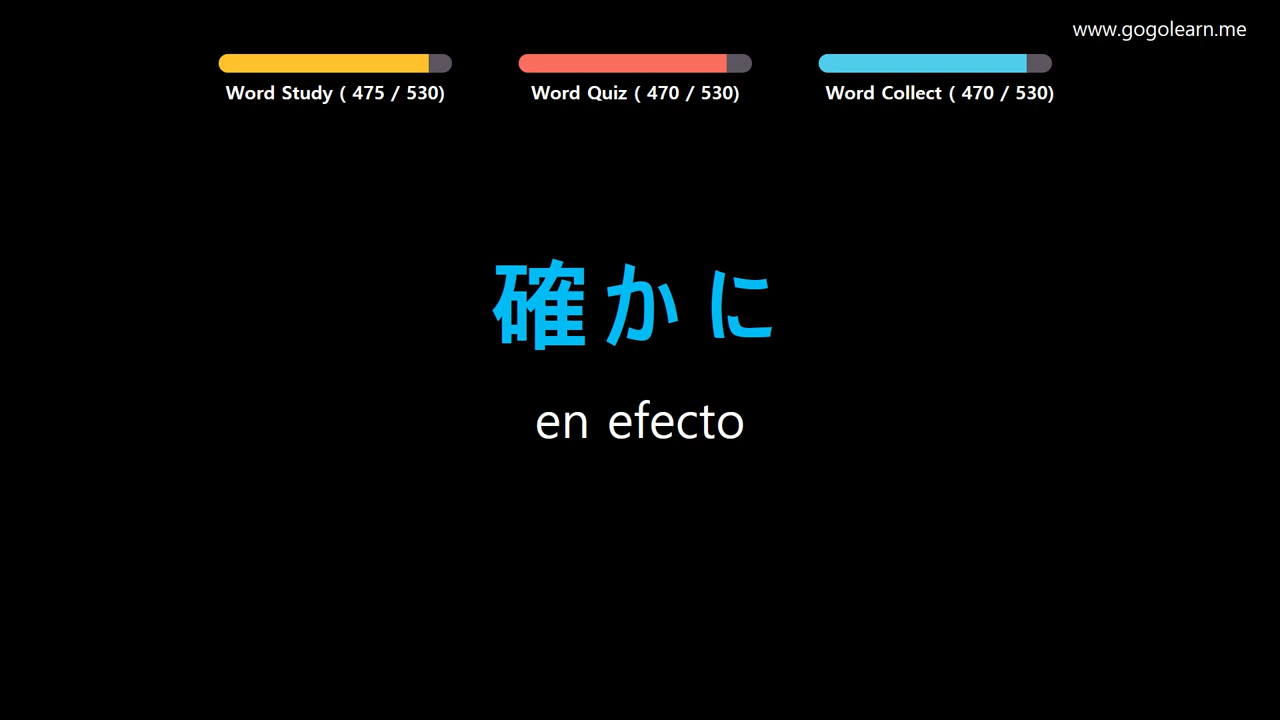 www.gogolearn.me
Word Study ( 475 / 530)
Word Quiz ( 470 / 530)
Word Collect ( 470 / 530)
確かに
en efecto